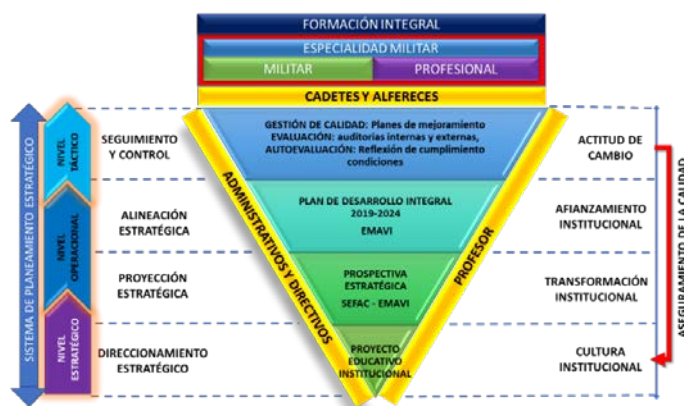 FORMACIÓN INTEGRAL
ESPECIALIDAD MILITAR
MILITAR
PROFESIONAL
CADETES Y ALFERECES
SISTEMA DE PLANEAMIENTO ESTRATÉGICO
NIVEL
TÁCTICO
SEGUIMIENTO
Y CONTROL
GESTIÓN DE CALIDAD: Planes de mejoramiento
EVALUACIÓN: auditorias internas y externas,
AUTOEVALUACIÓN: Reflexión de cumplimiento
condiciones
ACTITUD DE
CAMBIO
NIVEL
OPERACIONAL
ALINEACIÓN
ESTRATÉGICA
PLAN DE DESARROLLO INTEGRAL
2019-2024
EMAVI
AFIANZAMIENTO
INSTITUCIONAL
PROYECCIÓN
ESTRATÉGICA
PROSPECTIVA
ESTRATÉGICA
SEFAC - EMAVI
TRANSFORMACIÓN
INSTITUCIONAL
NIVEL
ESTRATÉGICO
DIRECCIONAMIENTO
ESTRATÉGICO
PROYECTO
EDUCATIVO
INSTITUCIONAL
CULTURA
INSTITUCIONAL
ADMINISTRATIVOS Y DIRECTIVOS
PROFESOR
ASEGURAMIENTO DE LA CALIDAD